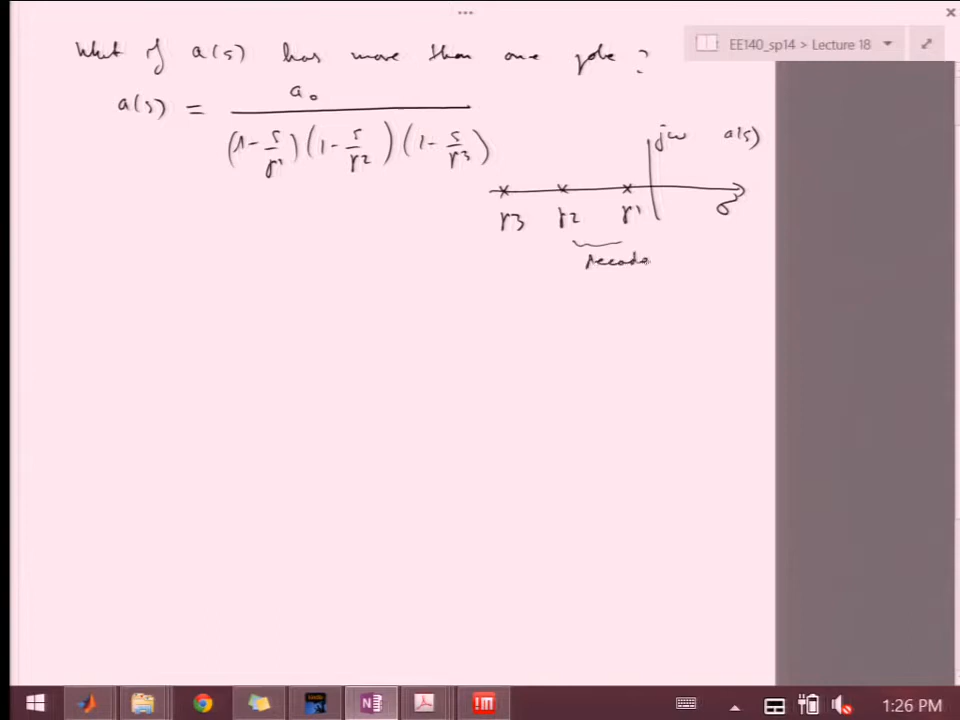 What if a(s) has more than one pole ?
EE140_sp14 > Lecture 18
a(s) = a₀ / (1 - s/p1)(1 - s/p2)(1 - s/p3)
jω a(s)
σ
p3 p2 p1
decade
1:26 PM